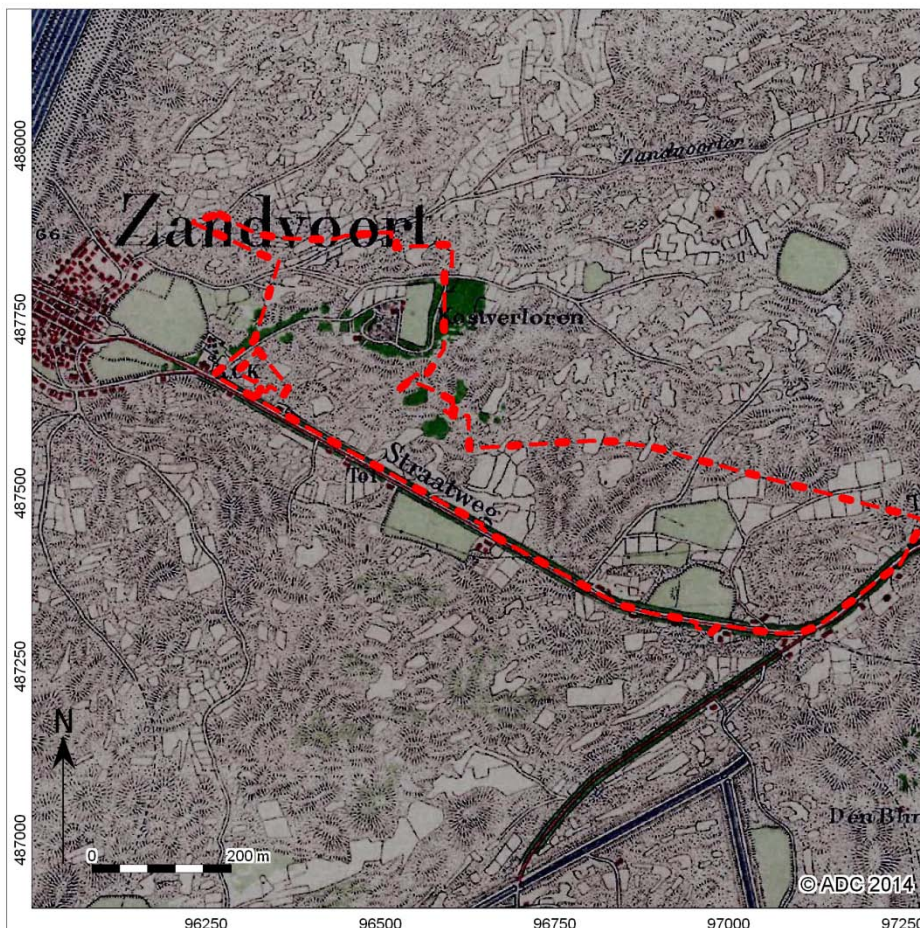 488000
Zandvoorter
Zandvoort
66.
487750
Kostverloren
487500
Straatweg
Tol
487250
N
487000
Den Blin
0 200 m
© ADC 2014
96250 96500 96750 97000 97250